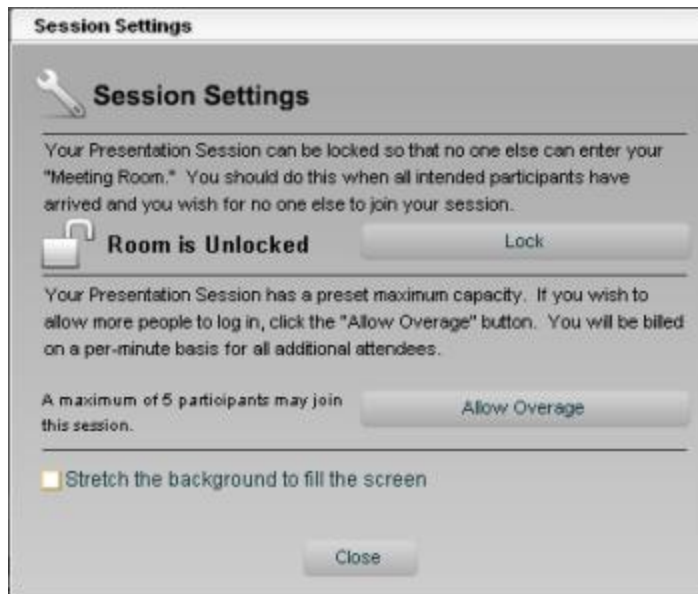 Session Settings
Session Settings
Your Presentation Session can be locked so that no one else can enter your
"Meeting Room." You should do this when all intended participants have
arrived and you wish for no one else to join your session.
Room is Unlocked
Lock
Your Presentation Session has a preset maximum capacity. If you wish to
allow more people to log in, click the "Allow Overage" button. You will be billed
on a per-minute basis for all additional attendees.
A maximum of 5 participants may join
this session.
Allow Overage
Stretch the background to fill the screen
Close